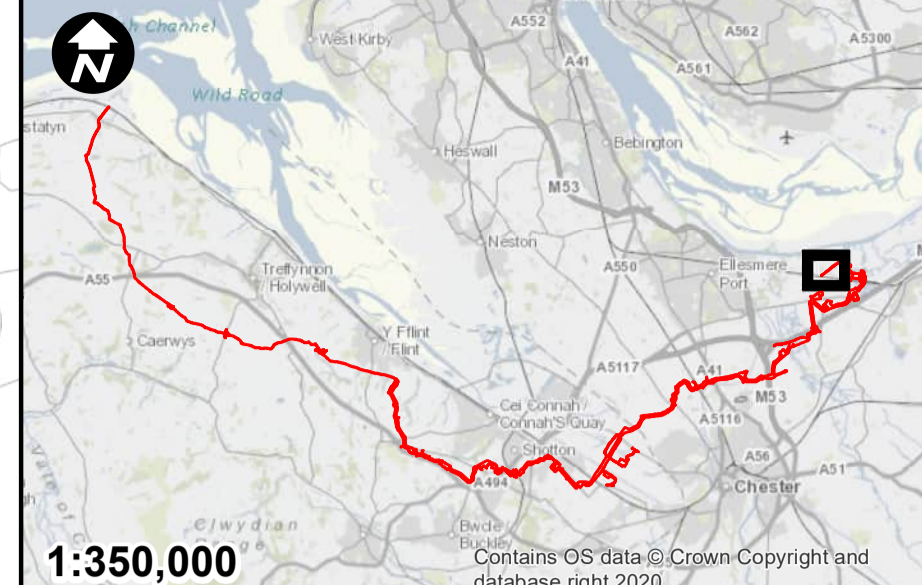 h Channel
A552
A562
A5300
West Kirby
A41
A561
N
Wild Road
statyn
Bebington
Heswall
M53
Neston
A55
Treffynnon
/ Holywell
A550
Ellesmere
Port
Caerwys
Y Fflint
/ Flint
A5117
A41
M53
Cei Connah /
Connah'S Quay
A5116
Shotton
A56
A51
A494
Chester
Clwydian
Bwcle /
Buckley
1:350,000
Contains OS data © Crown Copyright and
database right 2020